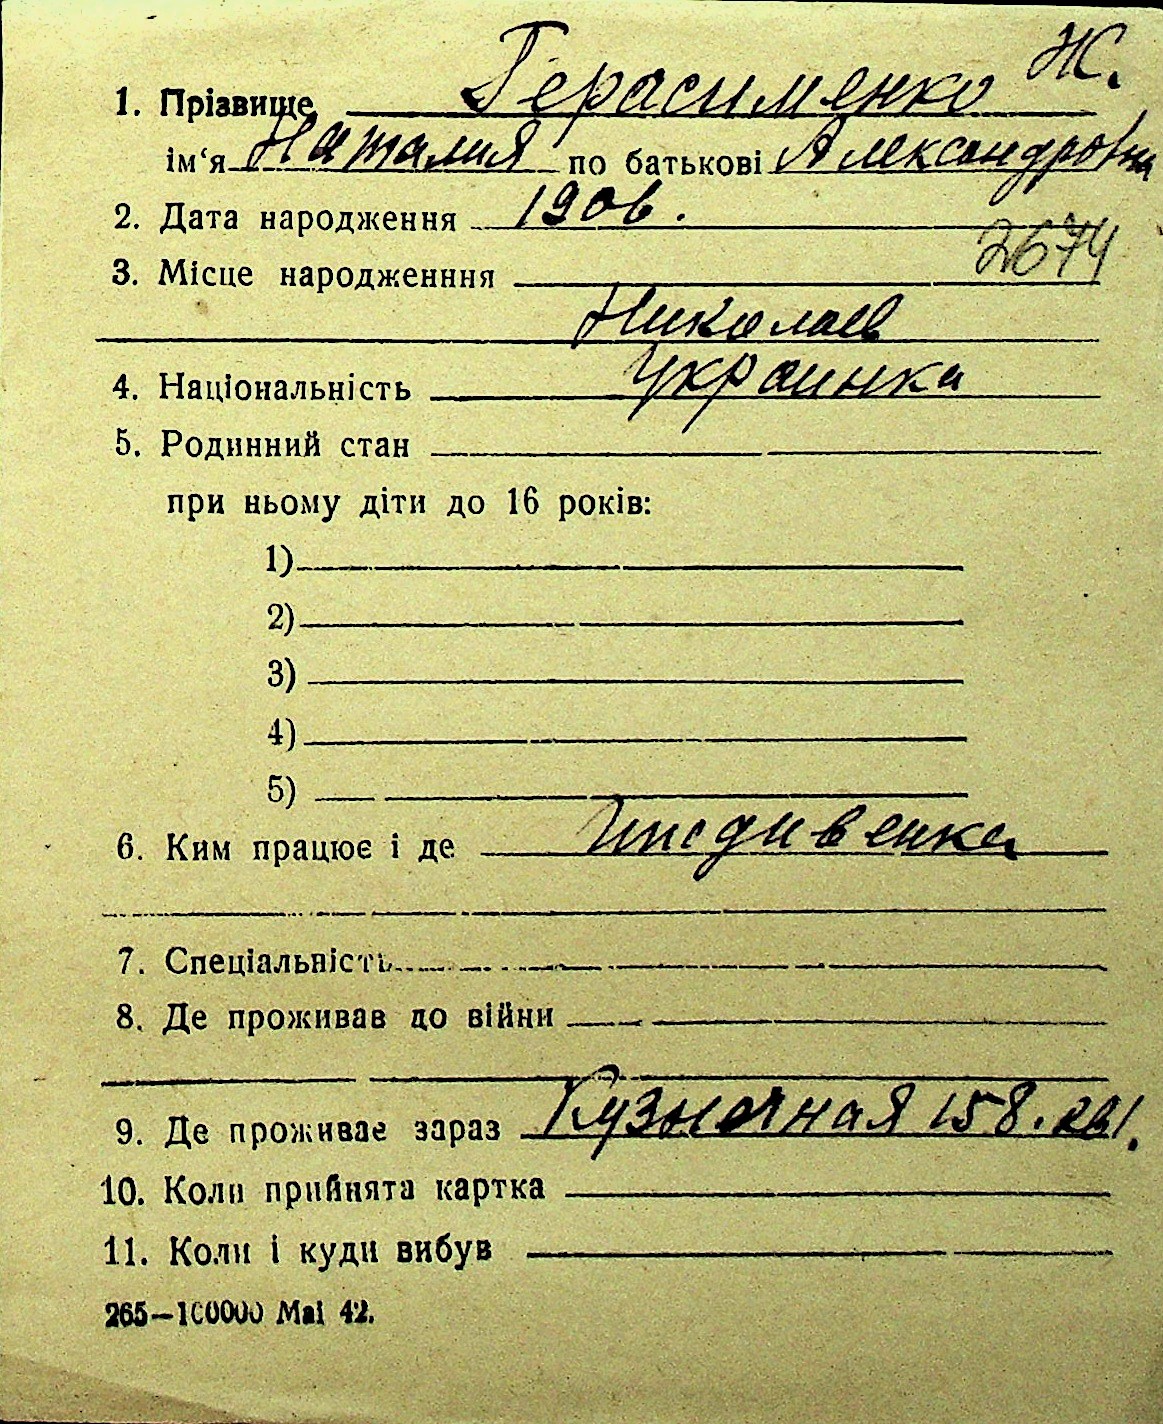 Ж.
1. Прізвище Герасименко
ім‘я Наталия по батькові Александровна
2. Дата народження 1906.
2674
3. Місце народженння
Николаев
4. Національність Украинка
5. Родинний стан
при ньому діти до 16 років:
1)
2)
3)
4)
5)
6. Ким працює і де Иждивенка
7. Спеціальність
8. Де проживав до війни
9. Де проживає зараз Кузнечная 158. кв 1.
10. Коли прийнята картка
11. Коли і куди вибув
265—100000 Mai 42.